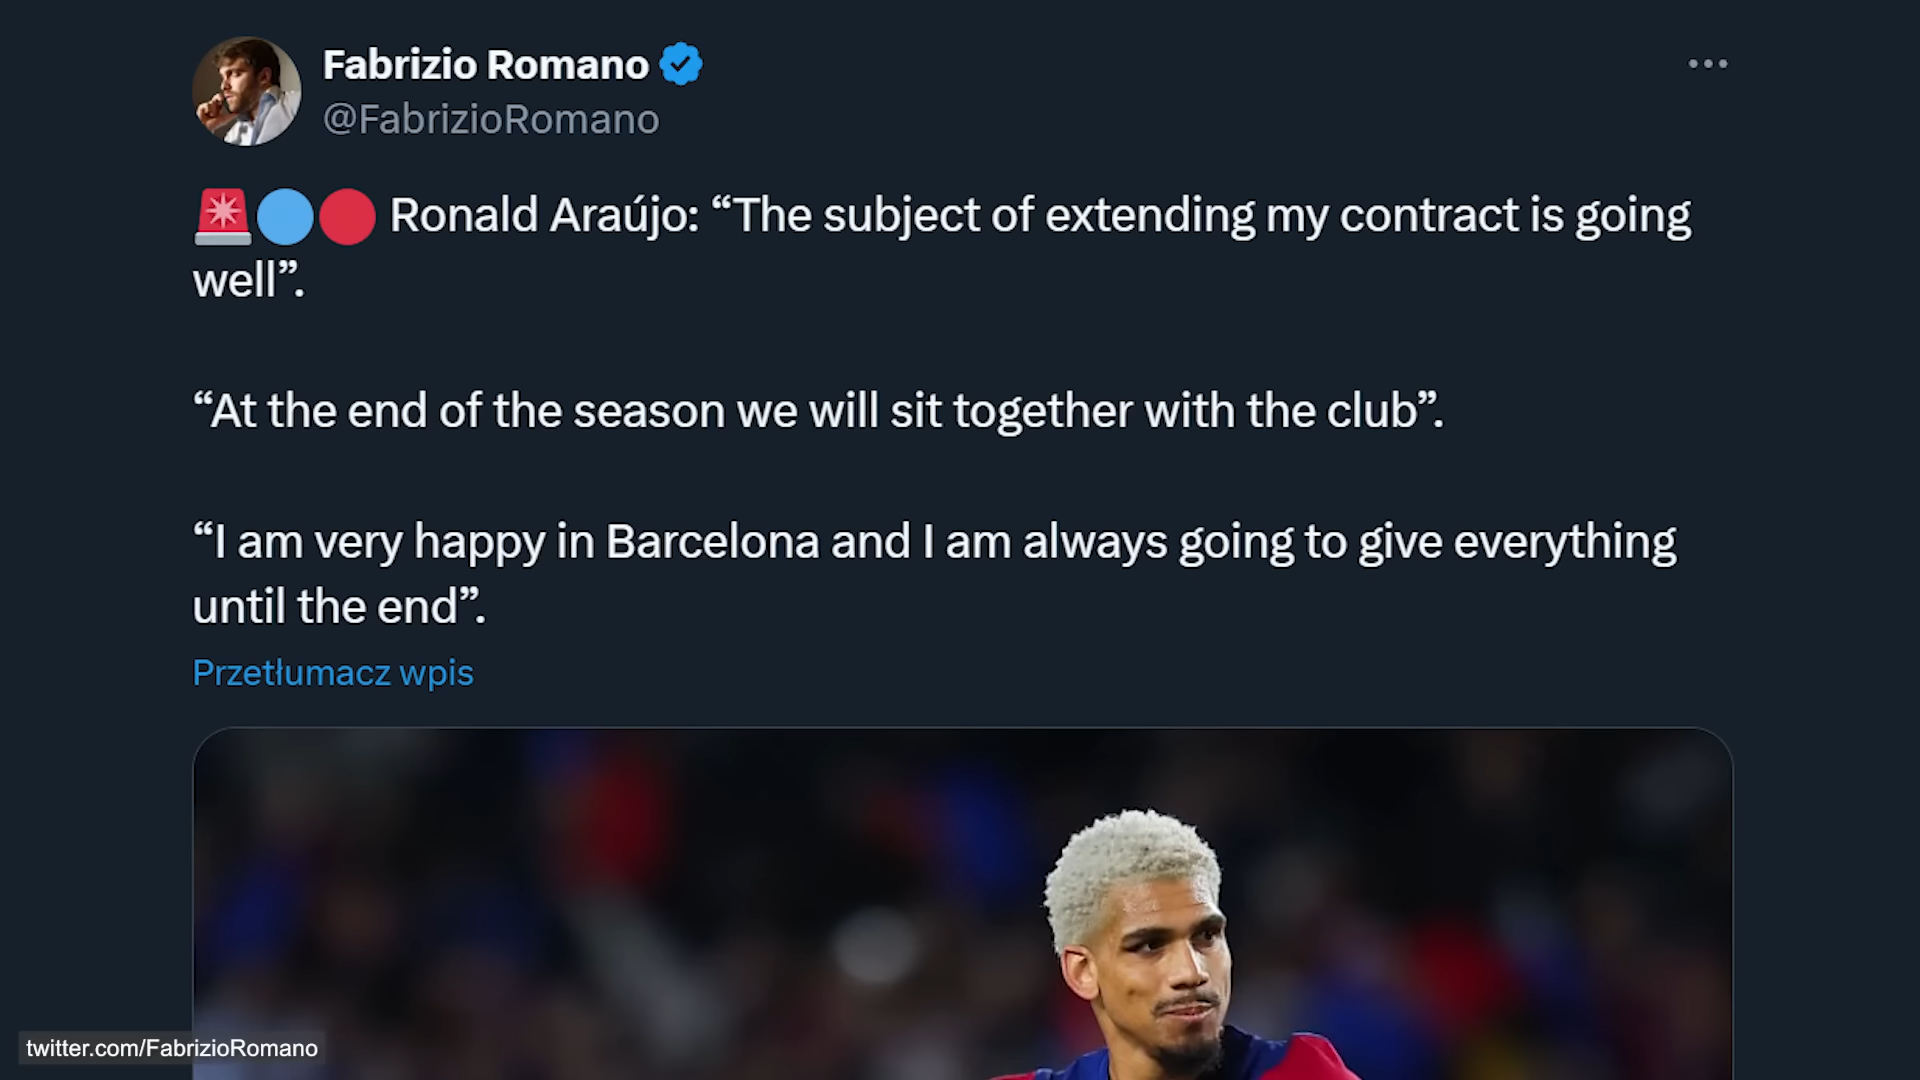 Fabrizio Romano
@FabrizioRomano
🚨🔵🔴 Ronald Araújo: “The subject of extending my contract is going
well”.
“At the end of the season we will sit together with the club”.
“I am very happy in Barcelona and I am always going to give everything
until the end”.
Przetłumacz wpis
twitter.com/FabrizioRomano